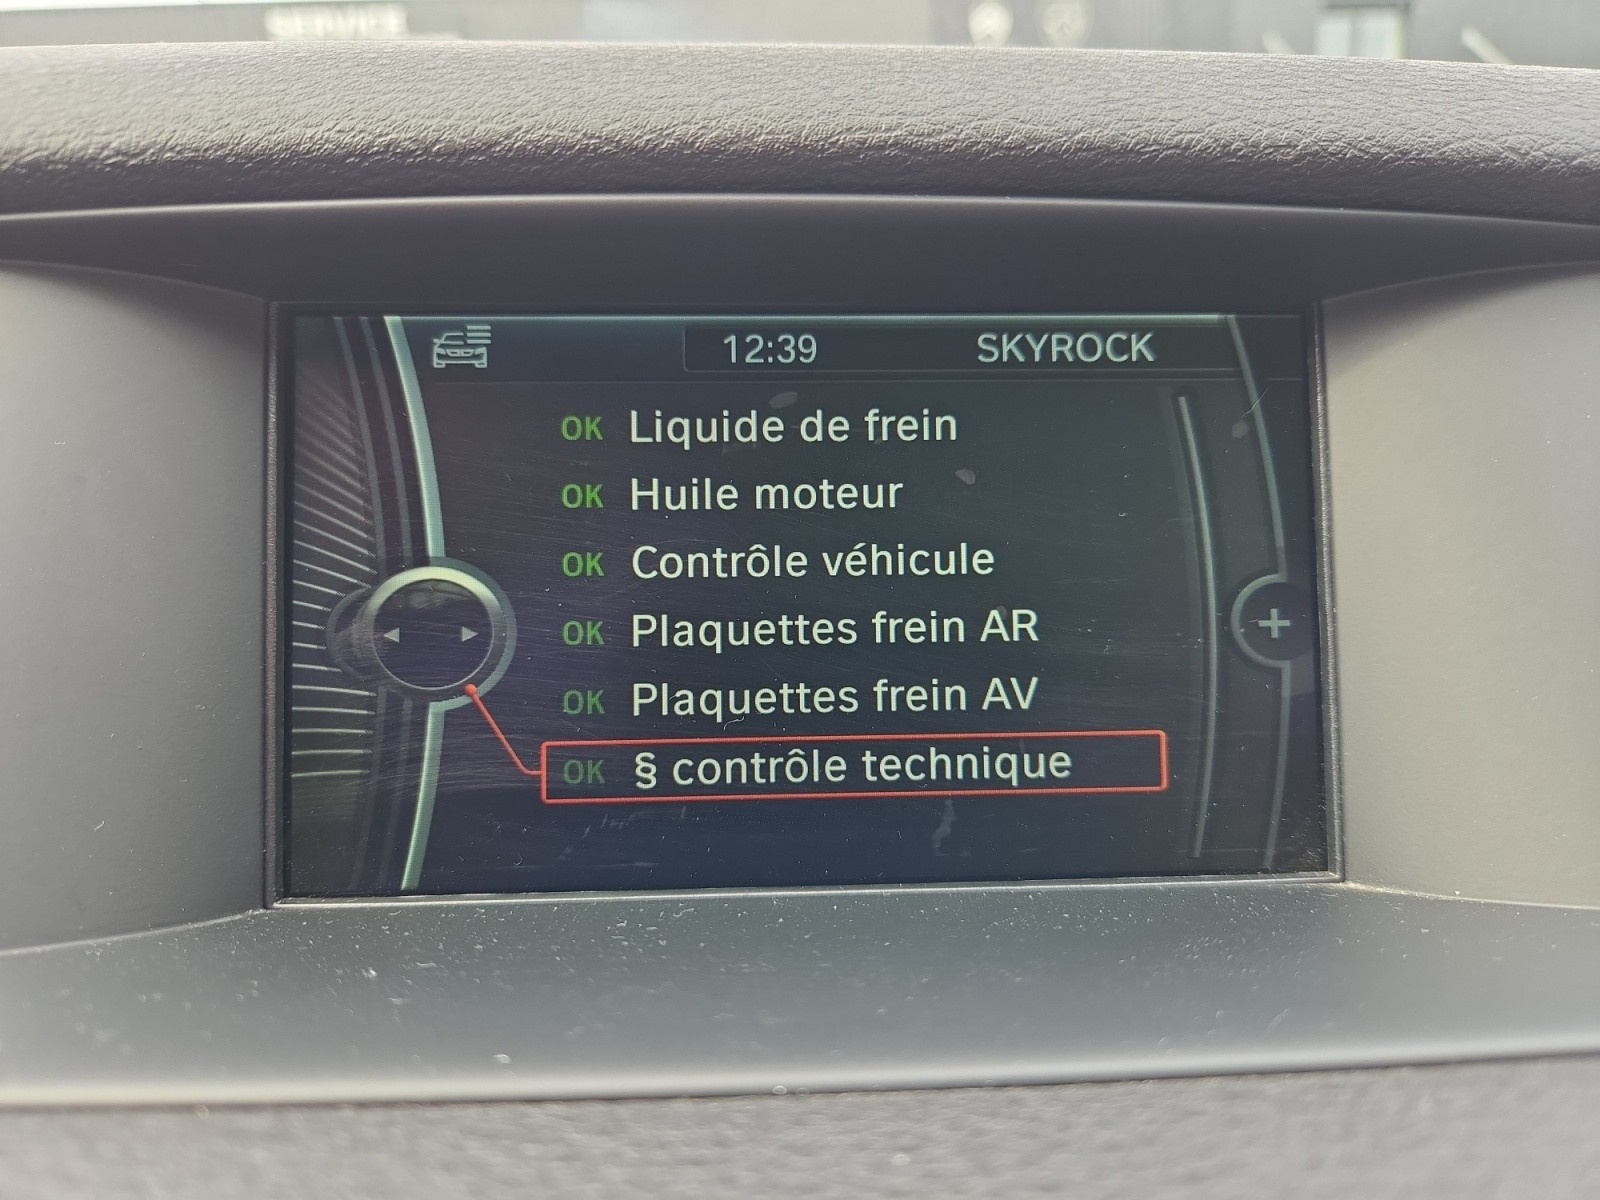 SERVICE
12:39 SKYROCK
OK Liquide de frein
OK Huile moteur
OK Contrôle véhicule
OK Plaquettes frein AR
OK Plaquettes frein AV
OK § contrôle technique